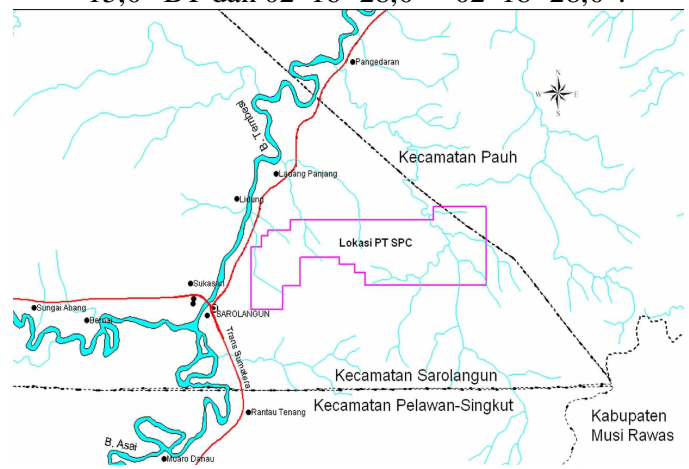 Pangedaran
N
W E
S
B. Tembesi
Kecamatan Pauh
Ladang Panjang
Lidung
Lokasi PT SPC
Sukasari
Sungai Abang
SAROLANGUN
Bernai
Trans Sumatera
Kecamatan Sarolangun
Kecamatan Pelawan-Singkut
Rantau Tenang
Kabupaten
Musi Rawas
B. Asai
Muaro Danau